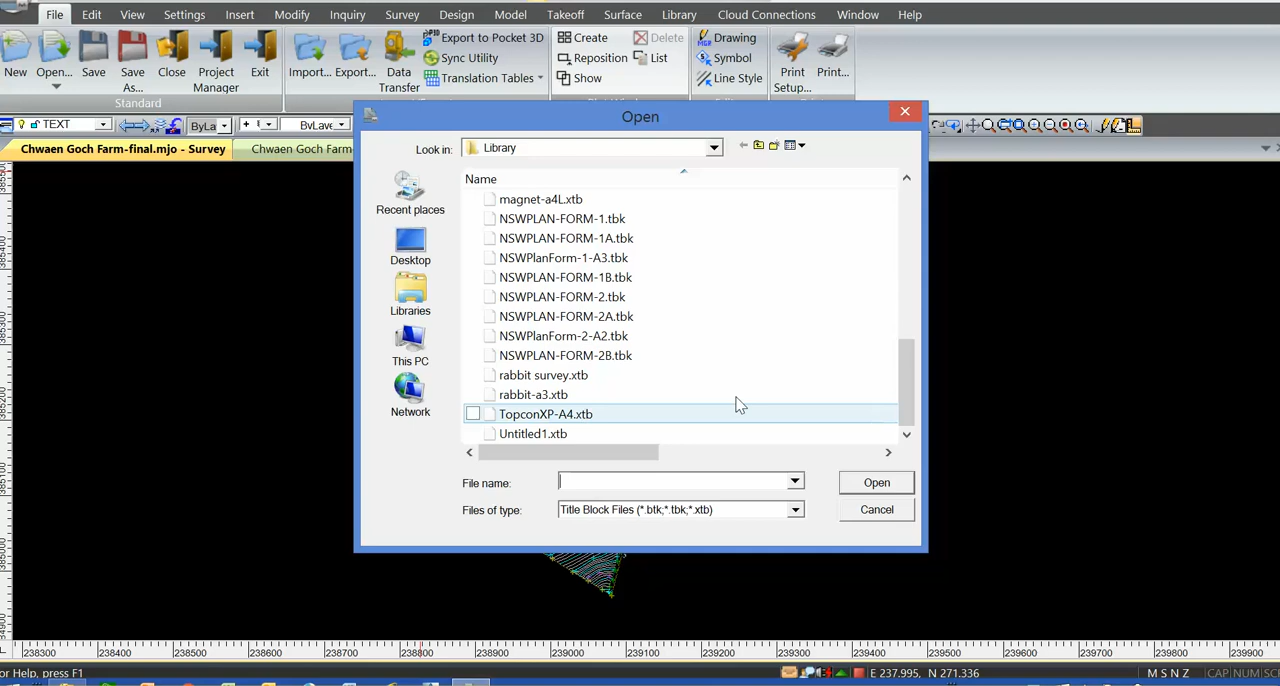 File Edit View Settings Insert Modify Inquiry Survey Design Model Takeoff Surface Library Cloud Connections Window Help
New Open... Save Save As... Close Project Manager Exit Import... Export... Data Transfer
Export to Pocket 3D
Survey Utility
Translation Tables
Create Delete
Reposition List
Show
Drawing
Symbol
Line Style
Print Setup... Print...
Standard
TEXT
ByLa
ByLaye
Chwaen Goch Farm-final.mjo - Survey
Chwaen Goch Farm
Open
Look in: Library
Name
magnet-a4L.xtb
NSWPLAN-FORM-1.tbk
NSWPLAN-FORM-1A.tbk
NSWPlanForm-1-A3.tbk
NSWPLAN-FORM-1B.tbk
NSWPLAN-FORM-2.tbk
NSWPLAN-FORM-2A.tbk
NSWPlanForm-2-A2.tbk
NSWPLAN-FORM-2B.tbk
rabbit survey.xtb
rabbit-a3.xtb
TopconXP-A4.xtb
Untitled1.xtb
Recent places
Desktop
Libraries
This PC
Network
File name:
Open
Files of type: Title Block Files (*.btk;*.tbk;*.xtb)
Cancel
385400
385300
385200
385100
385000
384900
238300 238400 238500 238600 238700 238800 238900 239000 239100 239200 239300 239400 239500 239600 239700 239800 239900
or Help, press F1
E 237.995, N 271.336
M S N Z
CAP NUM SC